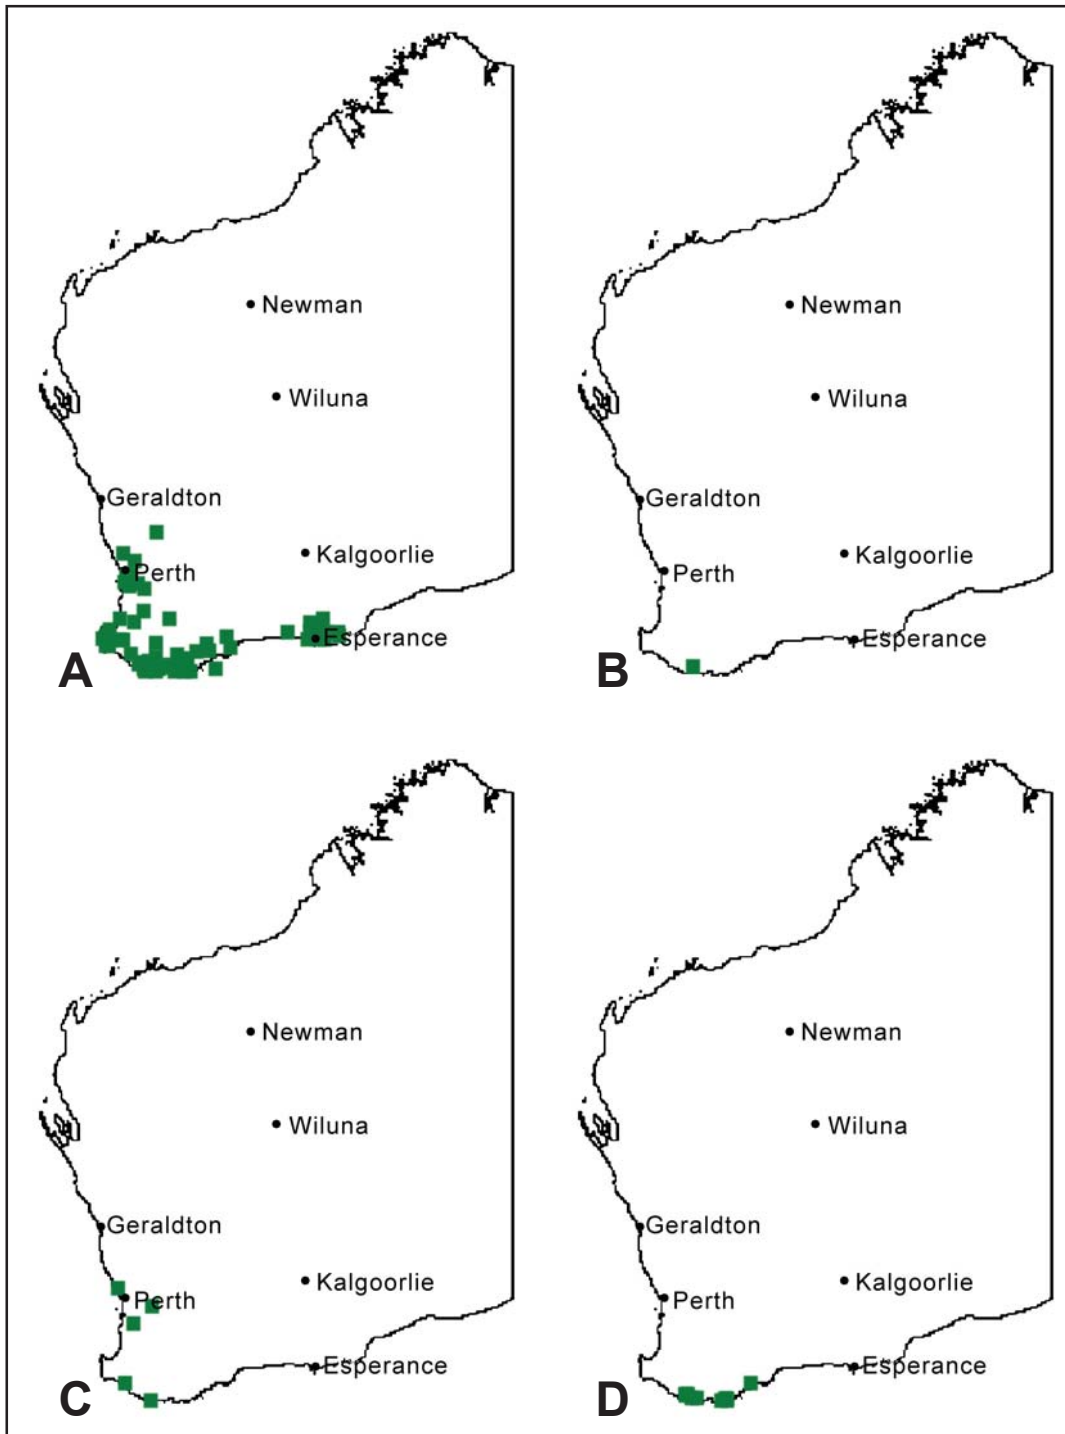 Newman
Wiluna
Geraldton
Kalgoorlie
Perth
Esperance
A
Newman
Wiluna
Geraldton
Kalgoorlie
Perth
Esperance
B
Newman
Wiluna
Geraldton
Kalgoorlie
Perth
Esperance
C
Newman
Wiluna
Geraldton
Kalgoorlie
Perth
Esperance
D